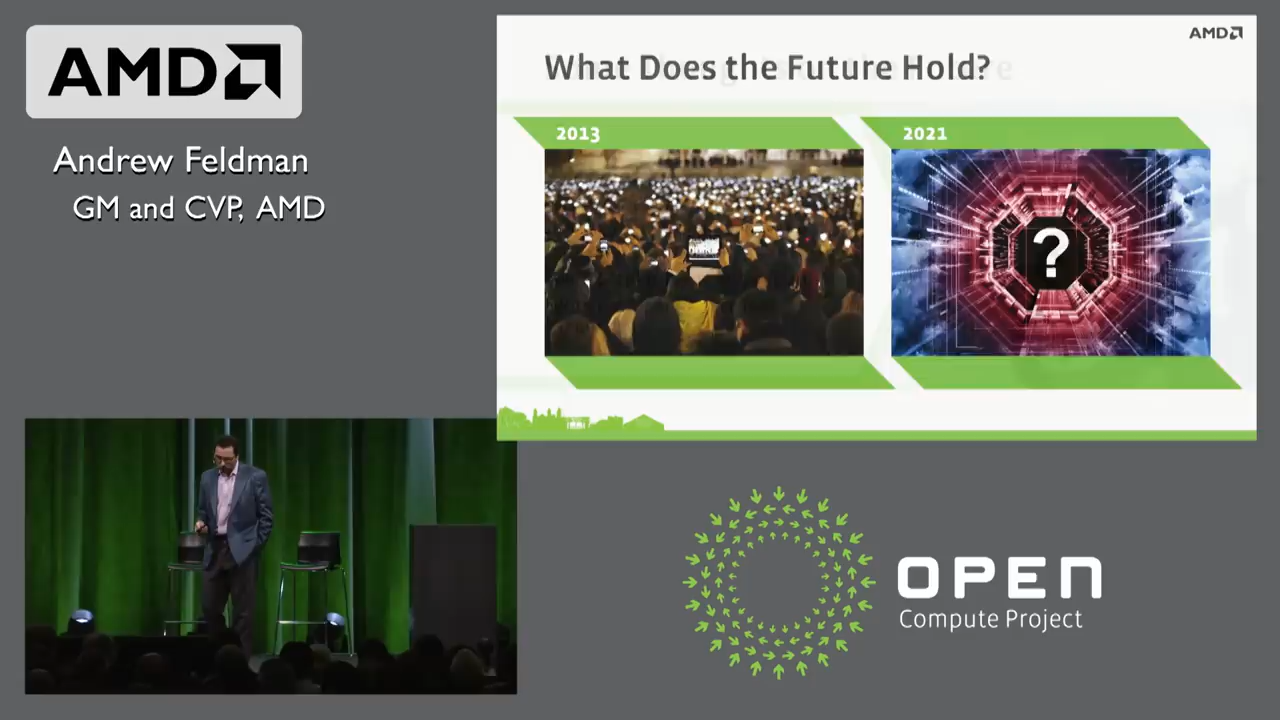 AMD
Andrew Feldman
GM and CVP, AMD
AMD
What Does the Future Hold?
2013
2021
?
OPEN
Compute Project